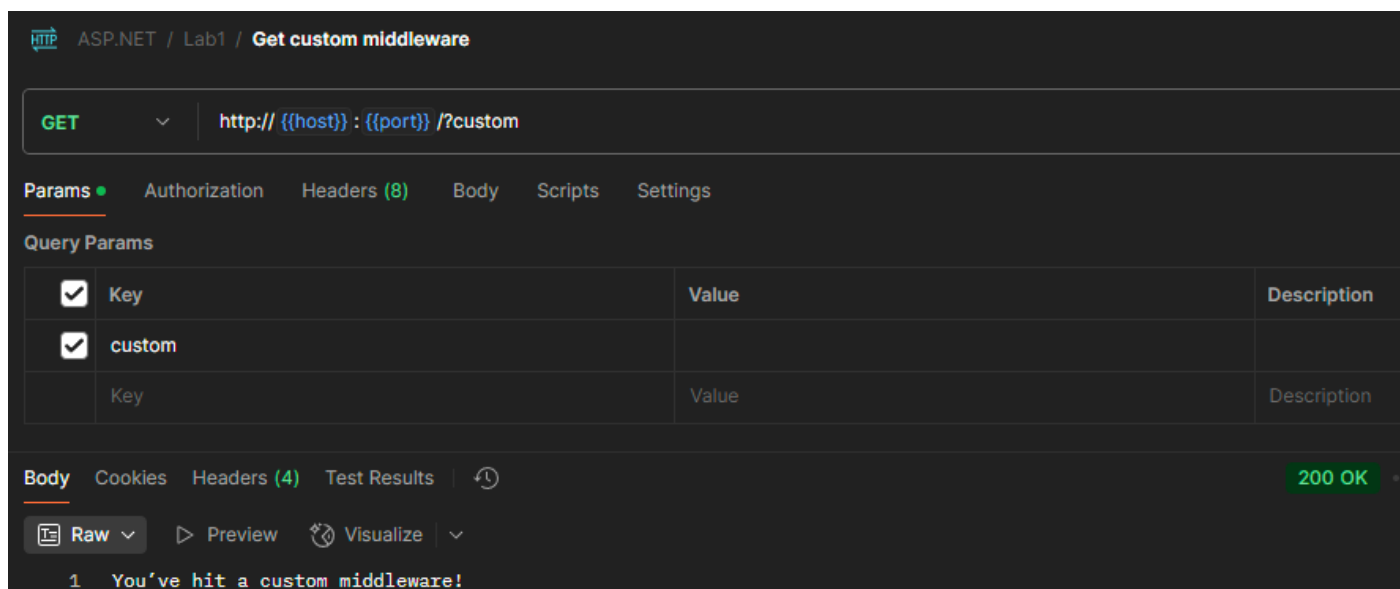 HTTP ASP.NET / Lab1 / Get custom middleware
GET http:// {{host}} : {{port}} /?custom
Params Authorization Headers (8) Body Scripts Settings
Query Params
Key Value Description
custom
Key Value Description
Body Cookies Headers (4) Test Results 200 OK
Raw Preview Visualize
1 You've hit a custom middleware!